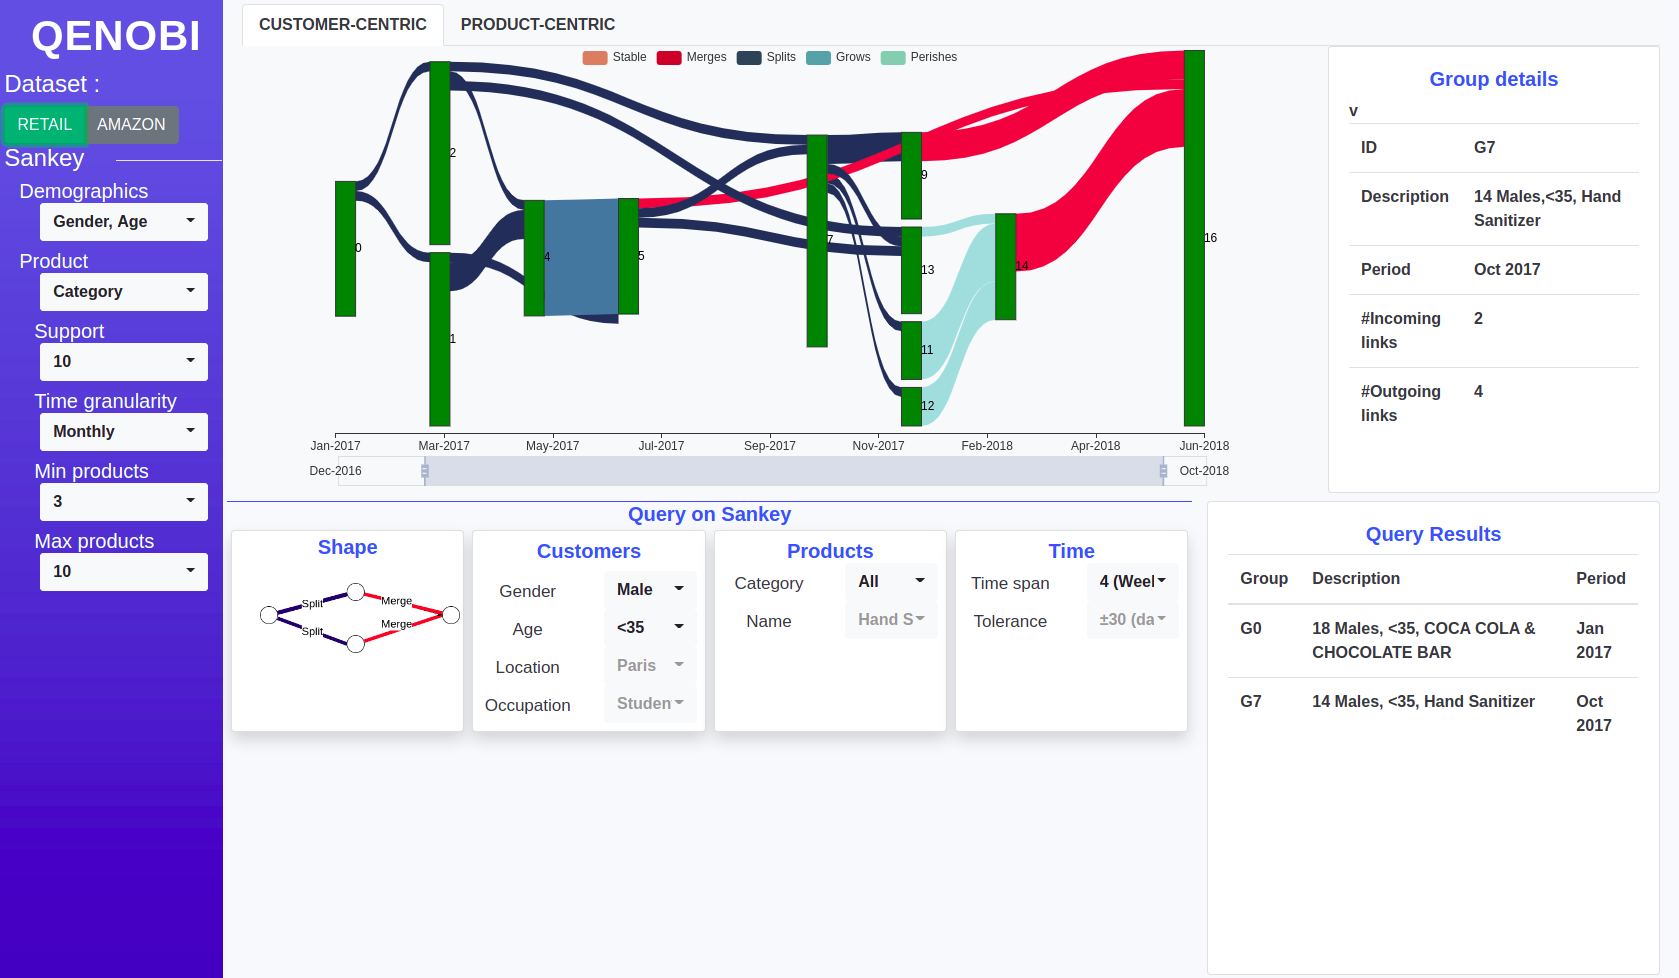 QENOBI
Dataset :
RETAIL AMAZON
Sankey
Demographics
Gender, Age
Product
Category
Support
10
Time granularity
Monthly
Min products
3
Max products
10
CUSTOMER-CENTRIC PRODUCT-CENTRIC
Stable Merges Splits Grows Perishes
0
2
1
4
5
7
9
13
11
12
14
16
Jan-2017 Mar-2017 May-2017 Jul-2017 Sep-2017 Nov-2017 Feb-2018 Apr-2018 Jun-2018
Dec-2016 Oct-2018
Group details
v
ID G7
Description 14 Males,<35, Hand
Sanitizer
Period Oct 2017
#Incoming 2
links
#Outgoing 4
links
Query on Sankey
Shape
Split Merge
Split Merge
Customers
Gender Male
Age <35
Location Paris
Occupation Studen
Products
Category All
Name Hand S
Time
Time span 4 (Weel
Tolerance ±30 (da
Query Results
Group Description Period
G0 18 Males, <35, COCA COLA & Jan
CHOCOLATE BAR 2017
G7 14 Males, <35, Hand Sanitizer Oct
2017